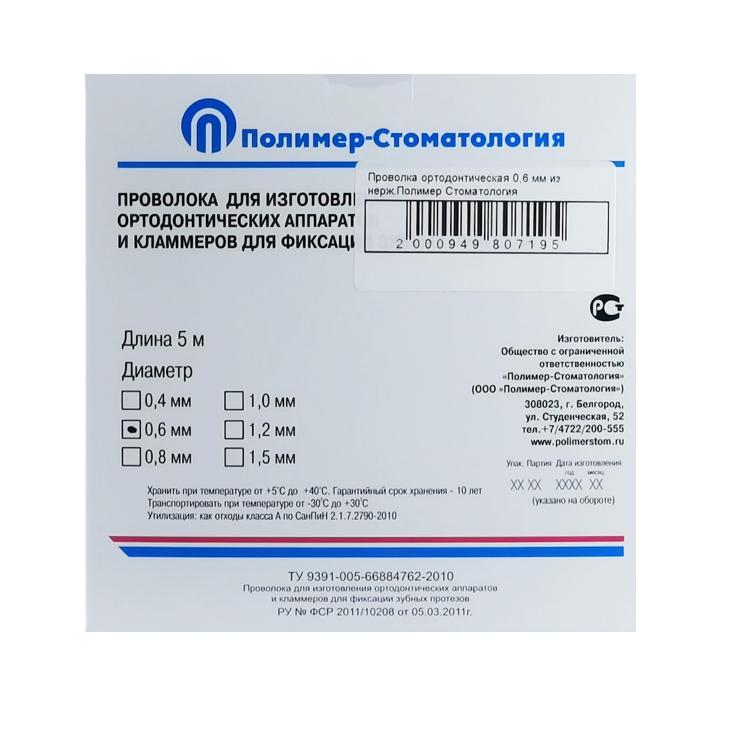 Полимер-Стоматология
Проволка ортодонтическая 0,6 мм из
нерж.Полимер Стоматология
2 000949 807195
ПРОВОЛОКА ДЛЯ ИЗГОТОВЛ
ОРТОДОНТИЧЕСКИХ АППАРАТ
И КЛАММЕРОВ ДЛЯ ФИКСАЦИ
РСТ
Длина 5 м
Диаметр
0,4 мм 1,0 мм
0,6 мм 1,2 мм
0,8 мм 1,5 мм
Изготовитель:
Общество с ограниченной
ответственностью
«Полимер-Стоматология»
(ООО «Полимер-Стоматология»)
308023, г. Белгород,
ул. Студенческая, 52
тел.+7/4722/200-555
www.polimerstom.ru
Упак. Партия Дата изготовления
год месяц
XX XX XXXX XX
(указано на обороте)
Хранить при температуре от +5°С до +40°С. Гарантийный срок хранения - 10 лет
Транспортировать при температуре от -30°С до +30°С
Утилизация: как отходы класса А по СанПиН 2.1.7.2790-2010
ТУ 9391-005-66884762-2010
Проволока для изготовления ортодонтических аппаратов
и кламмеров для фиксации зубных протезов
РУ № ФСР 2011/10208 от 05.03.2011г.